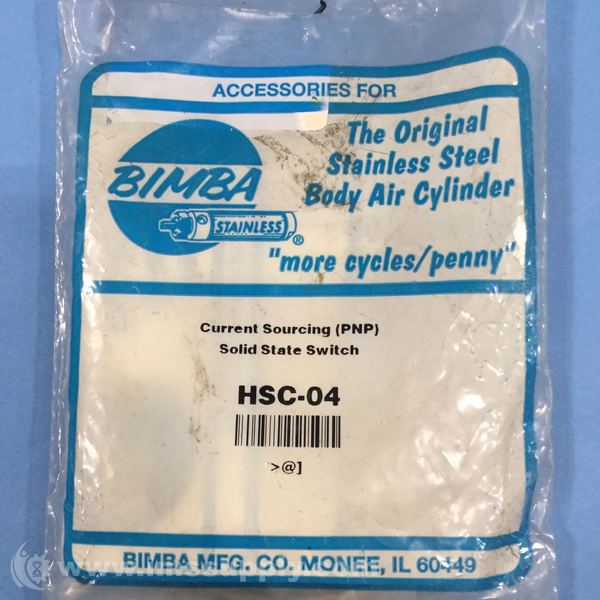 ACCESSORIES FOR
BIMBA
STAINLESS
®
The Original
Stainless Steel
Body Air Cylinder
"more cycles/penny"
Current Sourcing (PNP)
Solid State Switch
HSC-04
>@]
BIMBA MFG. CO. MONEE, IL 60449